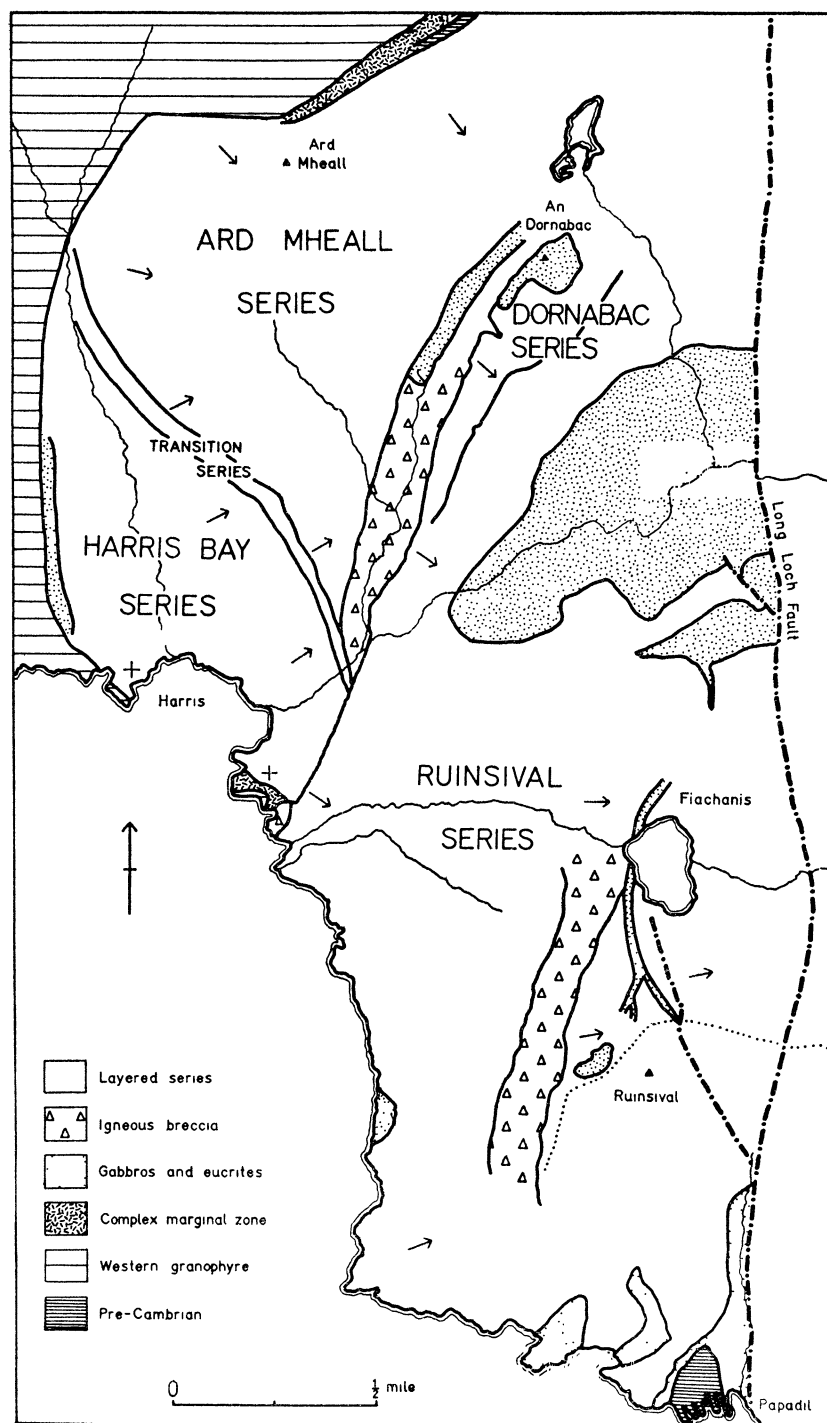 Ard
Mheall
ARD MHEALL
SERIES
An
Dornabac
DORNABAC
SERIES
TRANSITION
SERIES
HARRIS BAY
SERIES
Harris
Long Loch Fault
RUINSIVAL
SERIES
Fiachanis
Ruinsival
Layered series
Igneous breccia
Gabbros and eucrites
Complex marginal zone
Western granophyre
Pre-Cambrian
0 ½ mile
Papadil